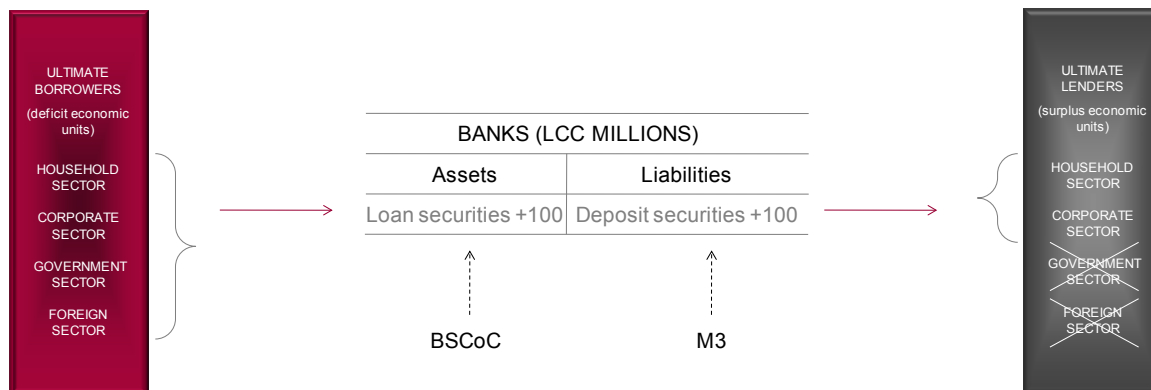 ULTIMATE
BORROWERS
(deficit economic
units)
HOUSEHOLD
SECTOR
CORPORATE
SECTOR
GOVERNMENT
SECTOR
FOREIGN
SECTOR
BANKS (LCC MILLIONS)
Assets
Liabilities
Loan securities +100
Deposit securities +100
BSCoC
M3
ULTIMATE
LENDERS
(surplus economic
units)
HOUSEHOLD
SECTOR
CORPORATE
SECTOR
GOVERNMENT
SECTOR
FOREIGN
SECTOR